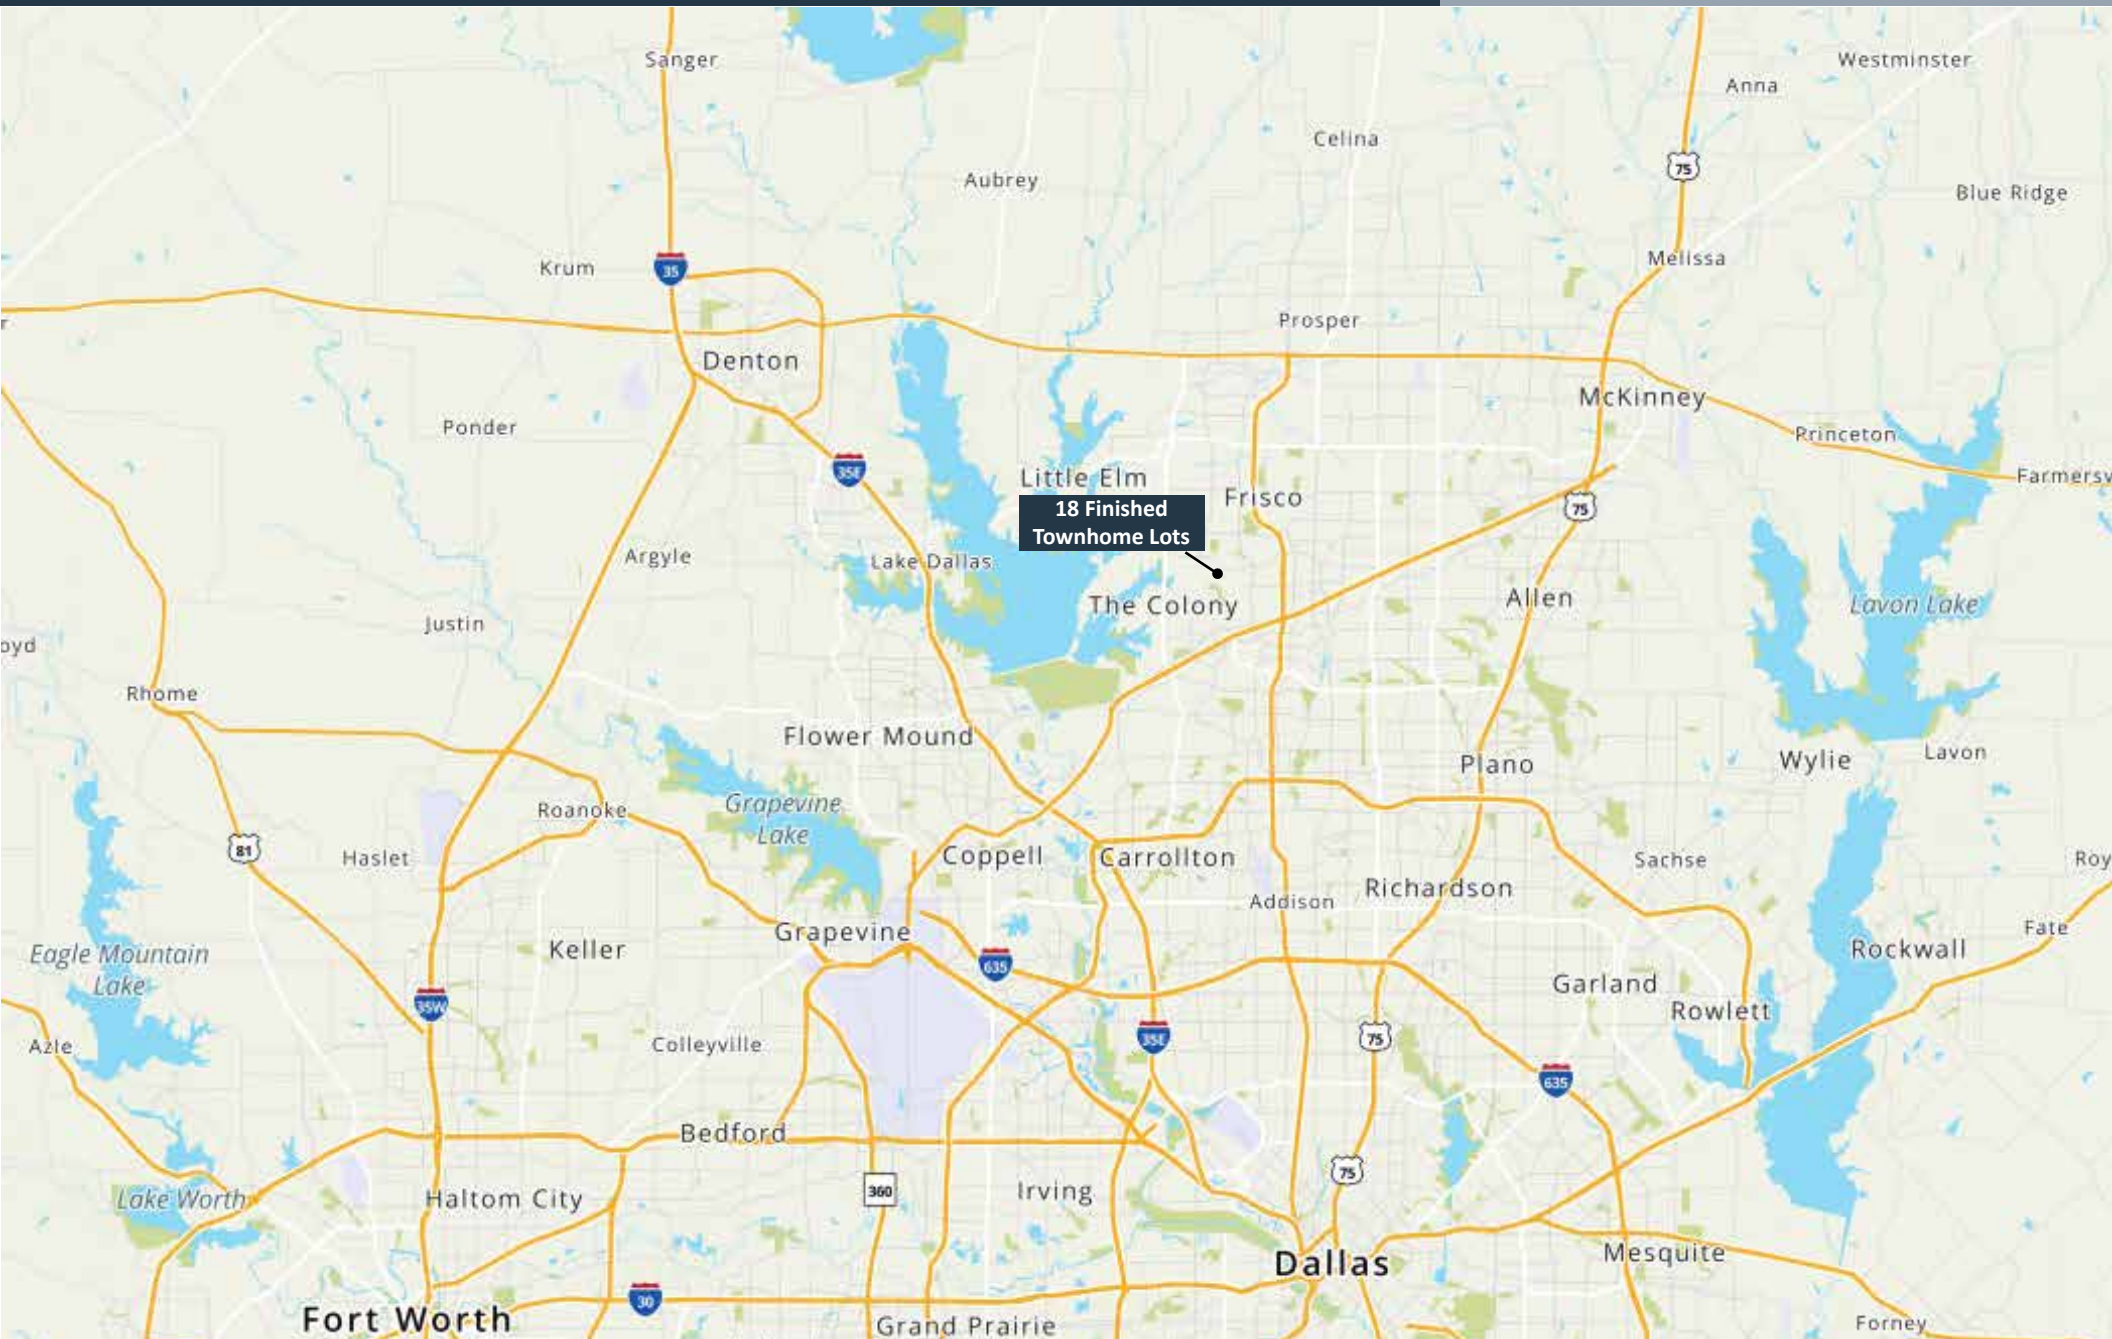 Sanger
Westminster
Anna
Celina
75
Aubrey
Blue Ridge
Melissa
Krum
35
Prosper
Denton
McKinney
Ponder
Princeton
35E
Little Elm
Farmersv
Frisco
18 Finished
Townhome Lots
75
Argyle
Lake Dallas
Allen
The Colony
Lavon Lake
Justin
oyd
Rhome
Flower Mound
Plano
Wylie
Lavon
Roanoke
Grapevine
Lake
81
Haslet
Coppell
Carrollton
Sachse
Roy
Richardson
Addison
Grapevine
Fate
Keller
Eagle Mountain
Lake
Rockwall
635
Garland
35W
Rowlett
Azle
Colleyville
35E
75
635
Bedford
75
360
Irving
Lake Worth
Haltom City
Dallas
Mesquite
30
Fort Worth
Grand Prairie
Forney